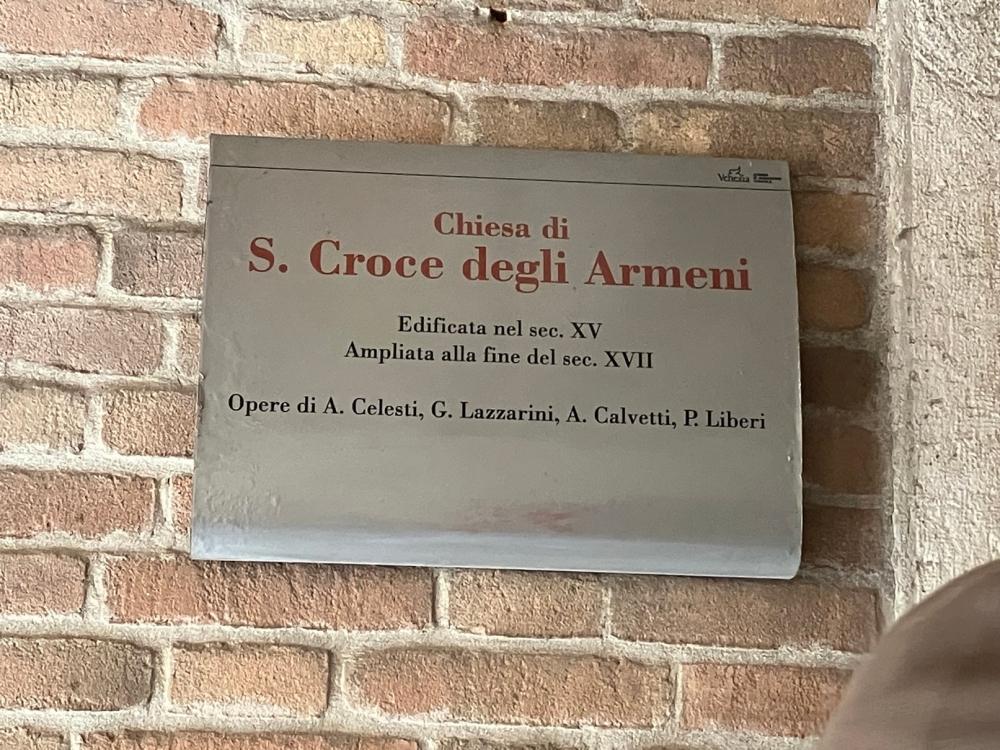 Venezia
Chiesa di
S. Croce degli Armeni
Edificata nel sec. XV
Ampliata alla fine del sec. XVII
Opere di A. Celesti, G. Lazzarini, A. Calvetti, P. Liberi